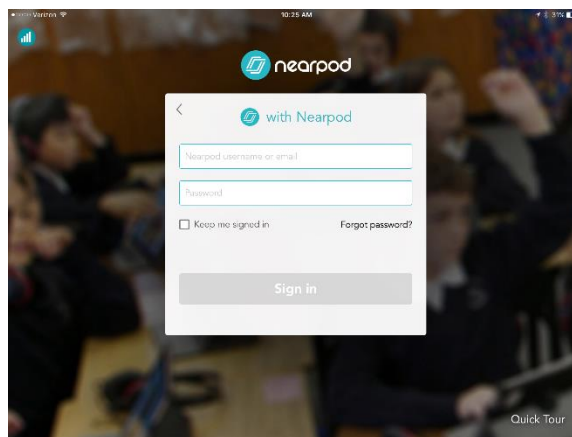 Verizon
10:25 AM
31%
nearpod
with Nearpod
Nearpod username or email
Password
Keep me signed in
Forgot password?
Sign in
Quick Tour